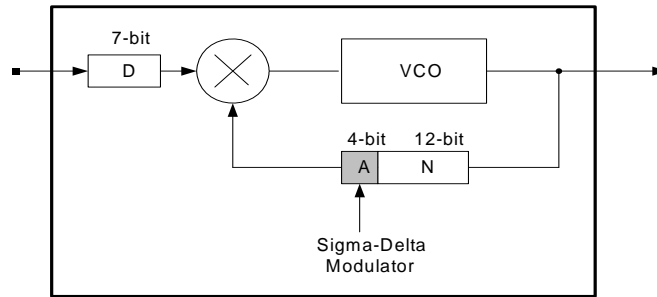 7-bit
D
VCO
4-bit 12-bit
A N
Sigma-Delta
Modulator